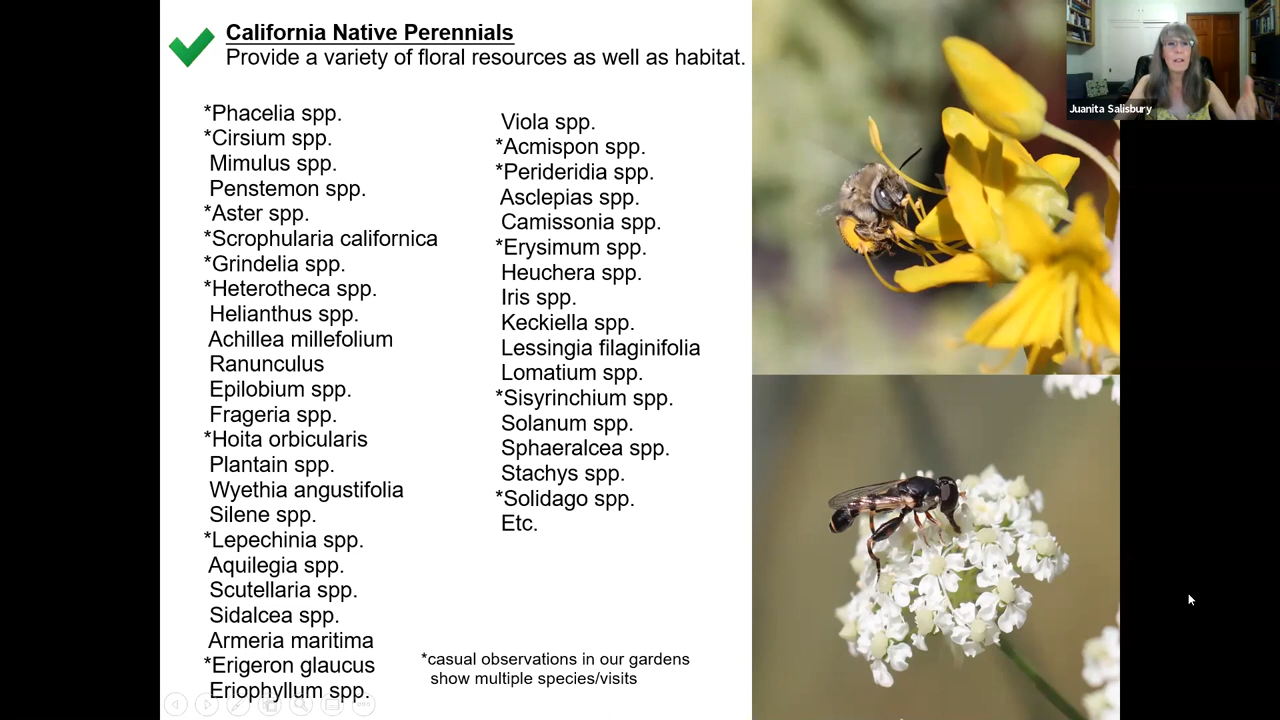 California Native Perennials
Provide a variety of floral resources as well as habitat.
*Phacelia spp.
*Cirsium spp.
Mimulus spp.
Penstemon spp.
*Aster spp.
*Scrophularia californica
*Grindelia spp.
*Heterotheca spp.
Helianthus spp.
Achillea millefolium
Ranunculus
Epilobium spp.
Frageria spp.
*Hoita orbicularis
Plantain spp.
Wyethia angustifolia
Silene spp.
*Lepechinia spp.
Aquilegia spp.
Scutellaria spp.
Sidalcea spp.
Armeria maritima
*Erigeron glaucus
Eriophyllum spp.
Viola spp.
*Acmispon spp.
*Perideridia spp.
Asclepias spp.
Camissonia spp.
*Erysimum spp.
Heuchera spp.
Iris spp.
Keckiella spp.
Lessingia filaginifolia
Lomatium spp.
*Sisyrinchium spp.
Solanum spp.
Sphaeralcea spp.
Stachys spp.
*Solidago spp.
Etc.
*casual observations in our gardens
show multiple species/visits
Juanita Salisbury